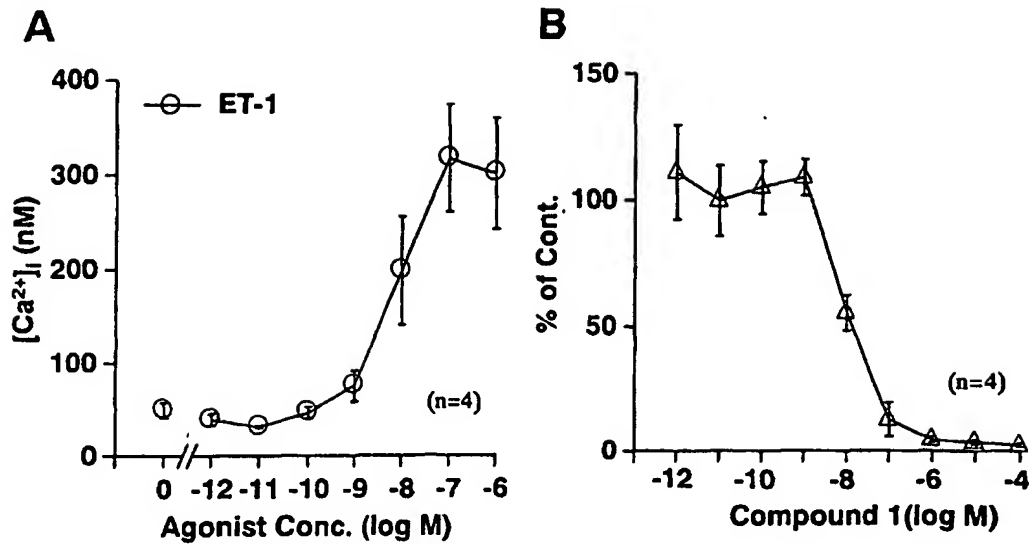 A
400
300
200
100
0
[Ca²⁺]ᵢ (nM)
ET-1
(n=4)
0 -12 -11 -10 -9 -8 -7 -6
Agonist Conc. (log M)
B
150
100
50
0
% of Cont.
(n=4)
-12 -10 -8 -6 -4
Compound 1(log M)